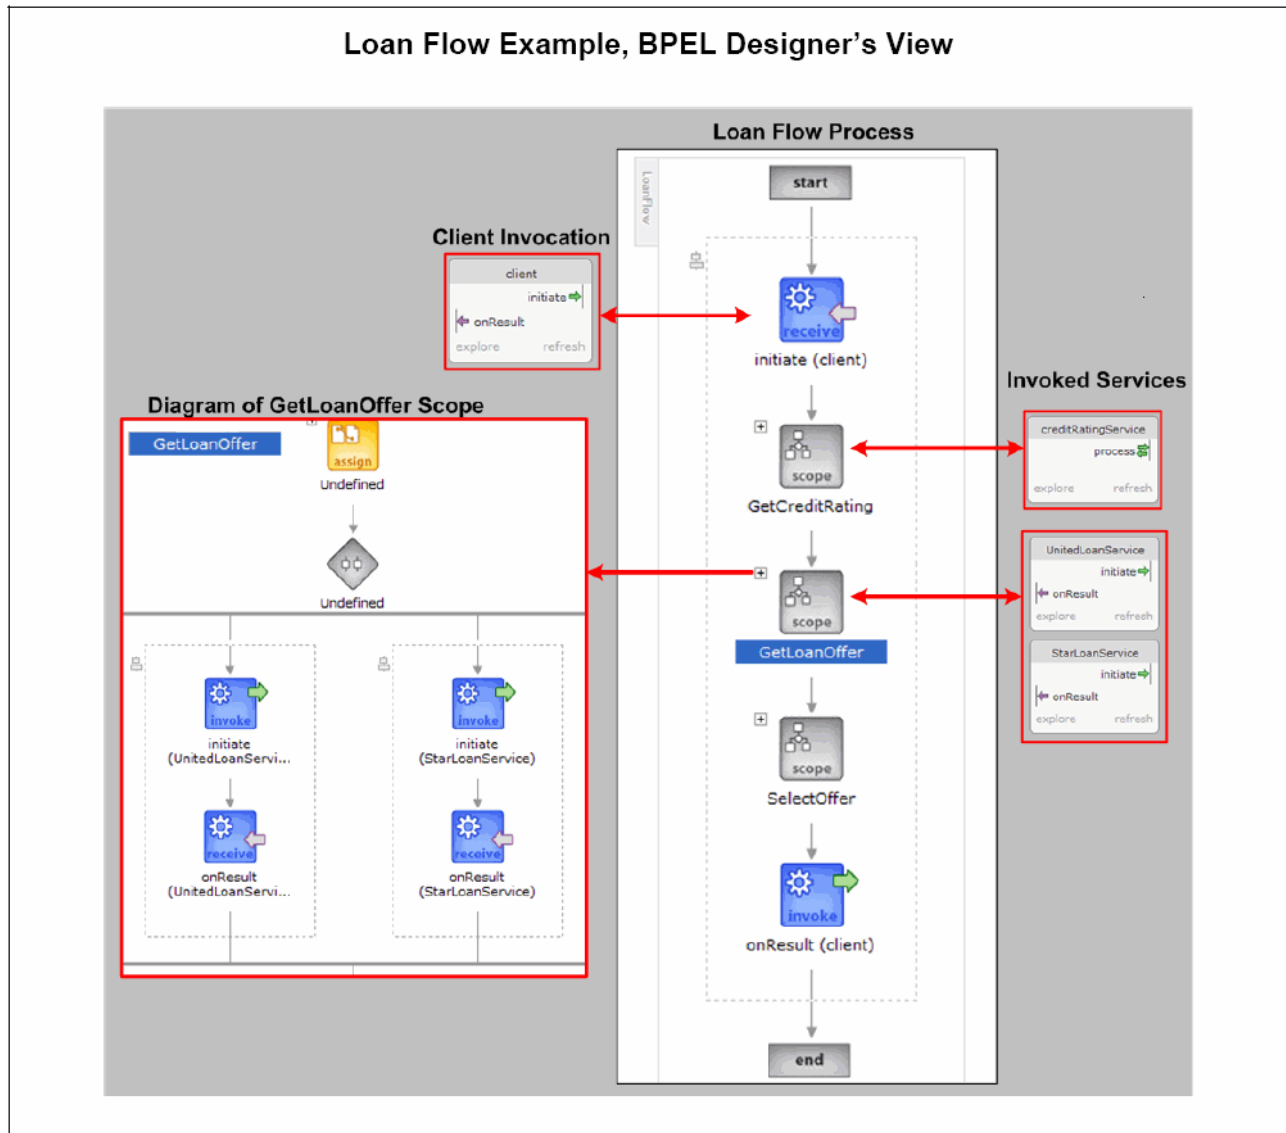 Loan Flow Example, BPEL Designer's View
Loan Flow Process
LoanFlow
start
Client Invocation
client
initiate
onResult
explore refresh
receive
initiate (client)
Invoked Services
creditRatingService
process
explore refresh
scope
GetCreditRating
Diagram of GetLoanOffer Scope
GetLoanOffer
assign
Undefined
Undefined
UnitedLoanService
initiate
onResult
explore refresh
StarLoanService
initiate
onResult
explore refresh
scope
GetLoanOffer
invoke
initiate
(UnitedLoanServi...
invoke
initiate
(StarLoanService)
receive
onResult
(UnitedLoanServi...
receive
onResult
(StarLoanService)
scope
SelectOffer
invoke
onResult (client)
end